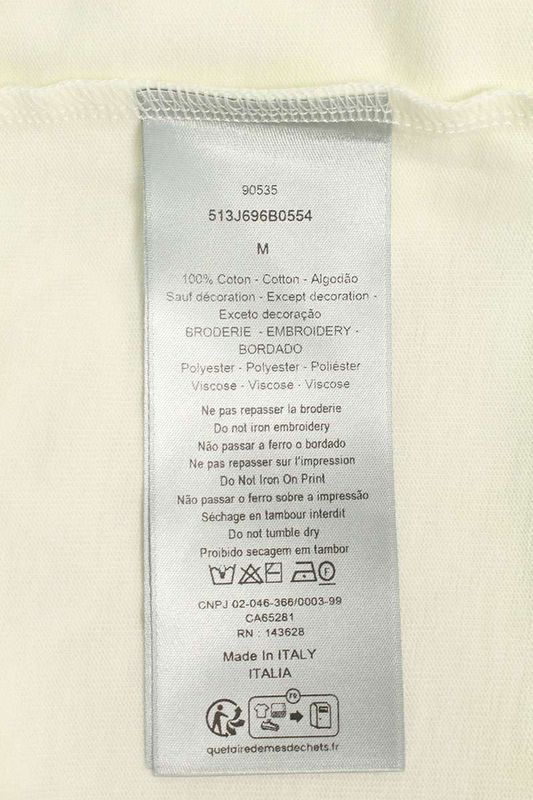 90535
513J696B0554
M
100% Coton - Cotton - Algodão
Sauf décoration - Except decoration -
Exceto decoração
BRODERIE - EMBROIDERY -
BORDADO
Polyester - Polyester - Poliéster
Viscose - Viscose - Viscose
Ne pas repasser la broderie
Do not iron embroidery
Não passar a ferro o bordado
Ne pas repasser sur l'impression
Do Not Iron On Print
Não passar o ferro sobre a impressão
Séchage en tambour interdit
Do not tumble dry
Proibido secagem em tambor
F
CNPJ 02-046-366/0003-99
CA65281
RN : 143628
Made In ITALY
ITALIA
FR
quefairedemesdechets.fr